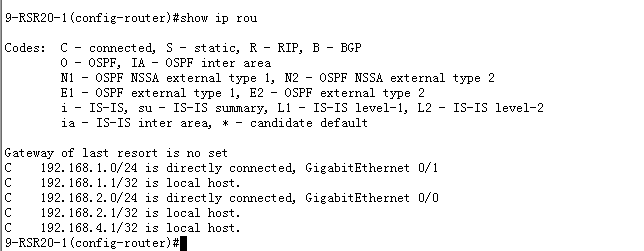 9-RSR20-1(config-router)#show ip rou
Codes:  C - connected, S - static, R - RIP, B - BGP
O - OSPF, IA - OSPF inter area
N1 - OSPF NSSA external type 1, N2 - OSPF NSSA external type 2
E1 - OSPF external type 1, E2 - OSPF external type 2
i - IS-IS, su - IS-IS summary, L1 - IS-IS level-1, L2 - IS-IS level-2
ia - IS-IS inter area, * - candidate default
Gateway of last resort is no set
C    192.168.1.0/24 is directly connected, GigabitEthernet 0/1
C    192.168.1.1/32 is local host.
C    192.168.2.0/24 is directly connected, GigabitEthernet 0/0
C    192.168.2.1/32 is local host.
C    192.168.4.1/32 is local host.
9-RSR20-1(config-router)#